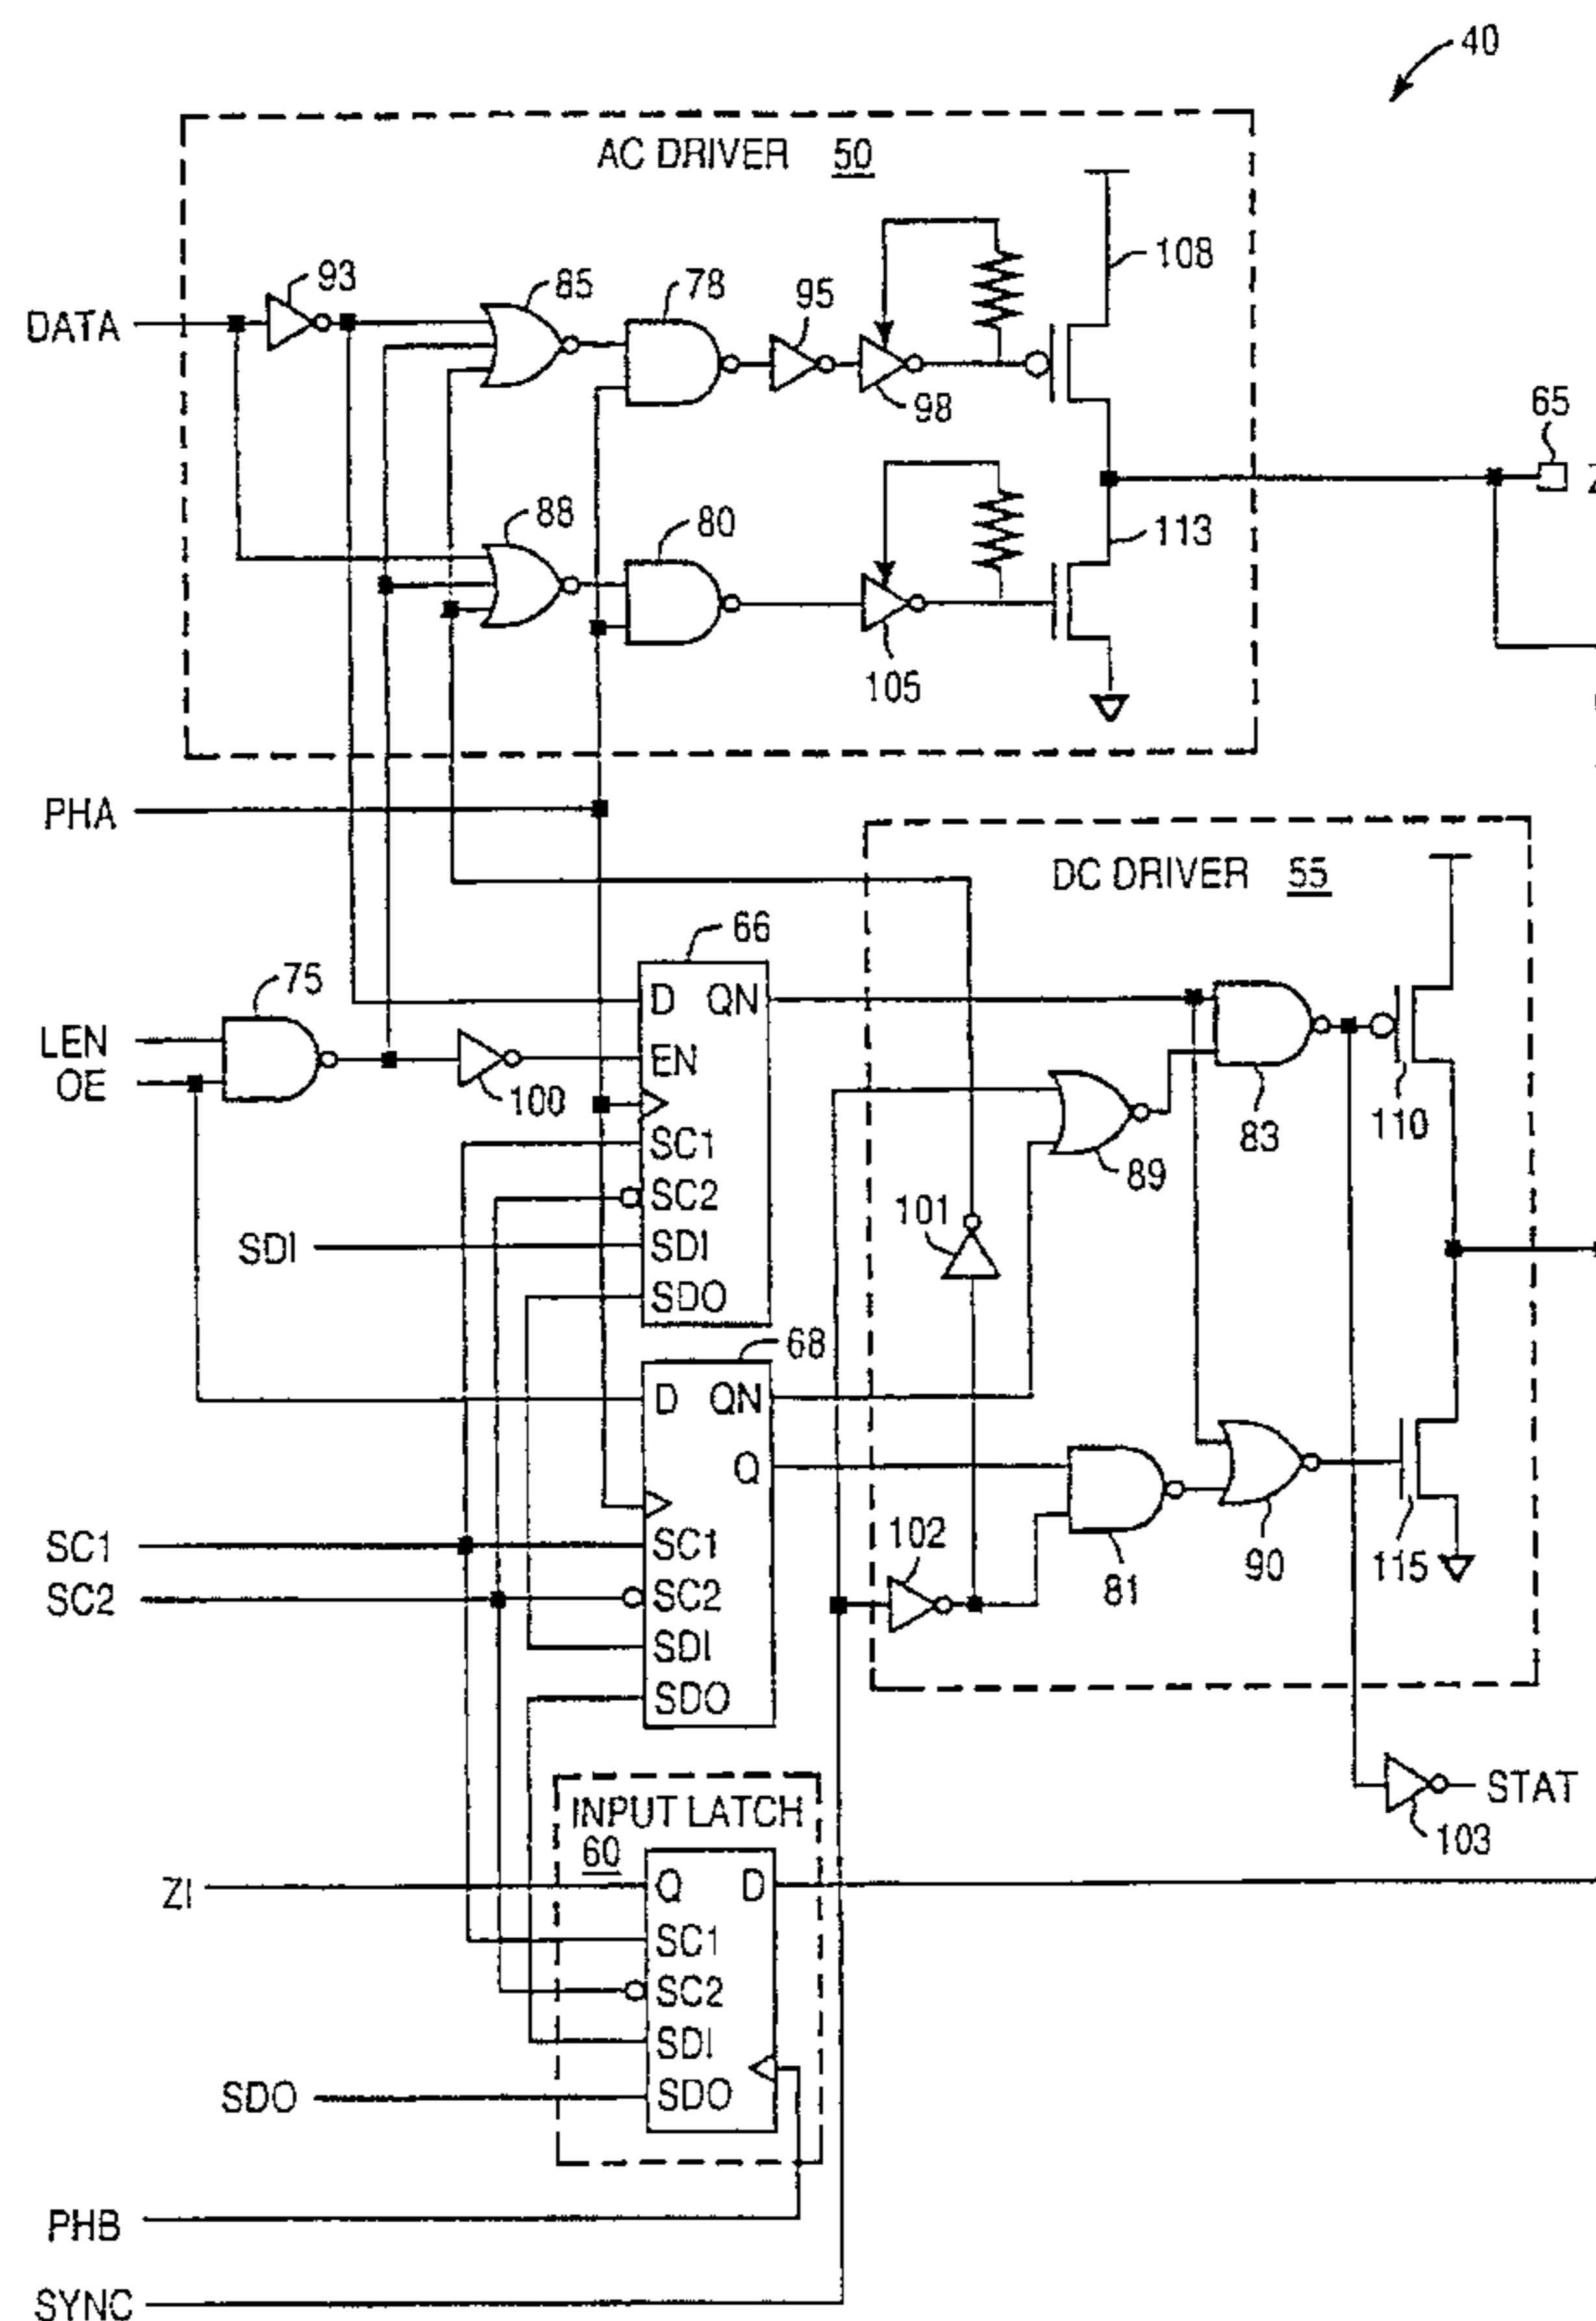 40
AC DRIVER 50
DATA
93
85
78
95
98
108
65
Z
88
80
105
113
PHA
DC DRIVER 55
66
75
LEN
OE
100
D QN
EN
SC1
SC2
SDI
SDO
SDI
83
110
89
101
68
D QN
Q
SC1
SC2
SDI
SDO
SC1
SC2
102
81
90
115
INPUT LATCH
60
STAT
103
ZI
Q D
SC1
SC2
SDI
SDO
SDO
PHB
SYNC